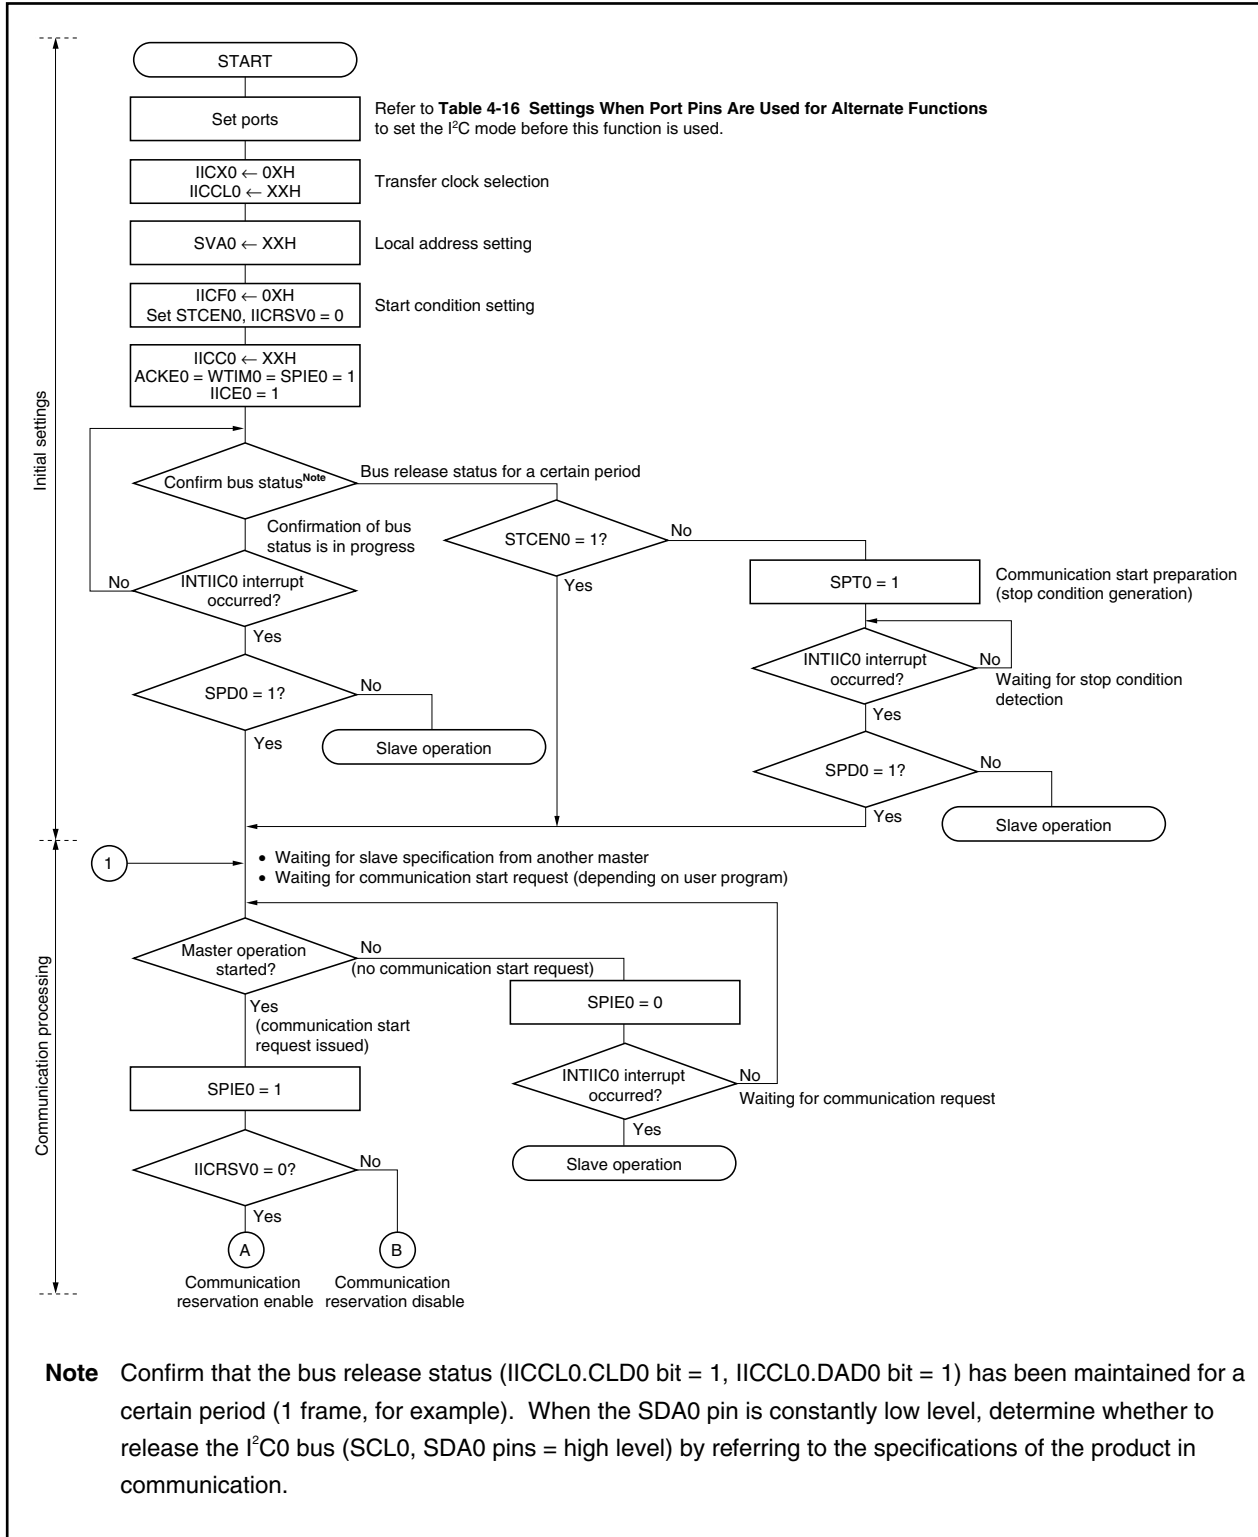 START
Set ports
Refer to Table 4-16 Settings When Port Pins Are Used for Alternate Functions
to set the I²C mode before this function is used.
IICX0 ← 0XH
IICCL0 ← XXH
Transfer clock selection
SVA0 ← XXH
Local address setting
IICF0 ← 0XH
Set STCEN0, IICRSV0 = 0
Start condition setting
IICC0 ← XXH
ACKE0 = WTIM0 = SPIE0 = 1
IICE0 = 1
Initial settings
Confirm bus statusNote
Bus release status for a certain period
Confirmation of bus
status is in progress
STCEN0 = 1?
No
Yes
INTIIC0 interrupt
occurred?
No
Yes
SPT0 = 1
Communication start preparation
(stop condition generation)
INTIIC0 interrupt
occurred?
No
Waiting for stop condition
detection
Yes
SPD0 = 1?
No
Yes
Slave operation
SPD0 = 1?
No
Yes
Slave operation
1
• Waiting for slave specification from another master
• Waiting for communication start request (depending on user program)
Communication processing
Master operation
started?
No
(no communication start request)
Yes
(communication start
request issued)
SPIE0 = 0
SPIE0 = 1
INTIIC0 interrupt
occurred?
No
Waiting for communication request
Yes
Slave operation
IICRSV0 = 0?
No
Yes
A
B
Communication
reservation enable
Communication
reservation disable
Note Confirm that the bus release status (IICCL0.CLD0 bit = 1, IICCL0.DAD0 bit = 1) has been maintained for a
certain period (1 frame, for example). When the SDA0 pin is constantly low level, determine whether to
release the I²C0 bus (SCL0, SDA0 pins = high level) by referring to the specifications of the product in
communication.